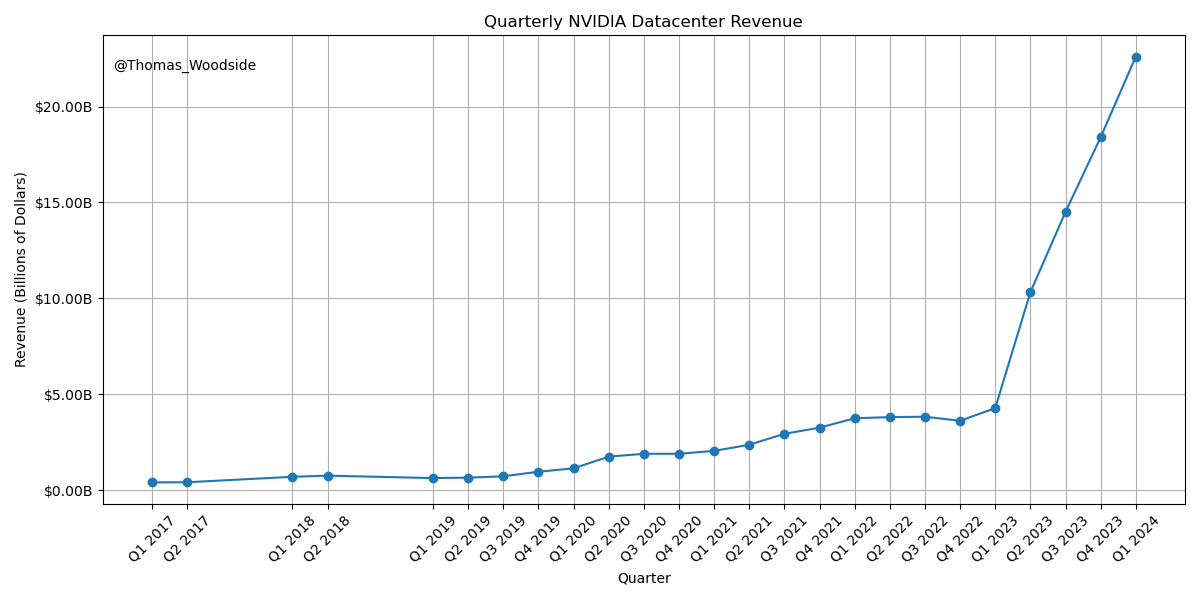 Quarterly NVIDIA Datacenter Revenue
@Thomas_Woodside
$20.00B
$15.00B
$10.00B
$5.00B
$0.00B
Revenue (Billions of Dollars)
Q1 2017
Q2 2017
Q1 2018
Q2 2018
Q1 2019
Q2 2019
Q3 2019
Q4 2019
Q1 2020
Q2 2020
Q3 2020
Q4 2020
Q1 2021
Q2 2021
Q3 2021
Q4 2021
Q1 2022
Q2 2022
Q3 2022
Q4 2022
Q1 2023
Q2 2023
Q3 2023
Q4 2023
Q1 2024
Quarter